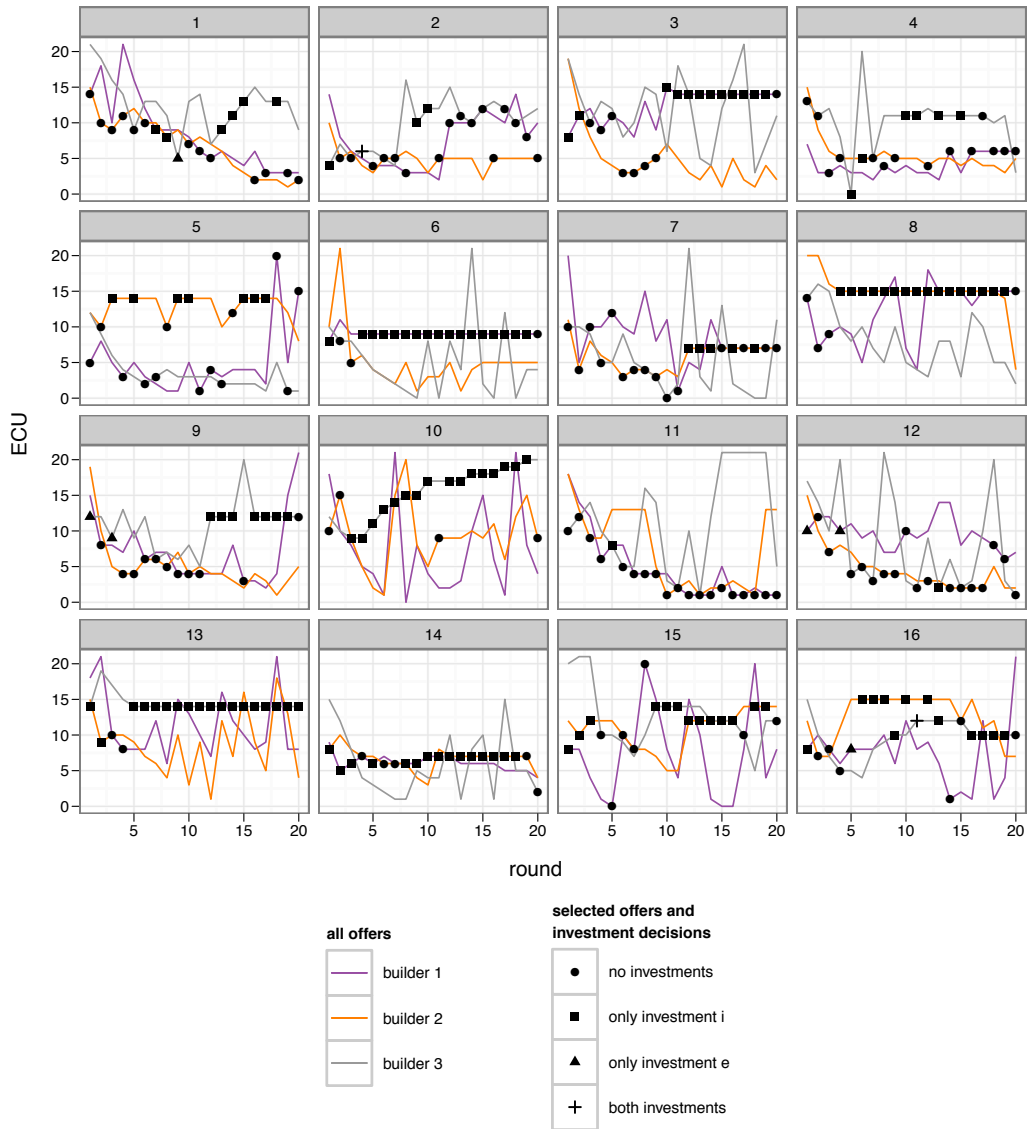 1 2 3 4
20
15
10
5
0
5 6 7 8
20
15
10
5
0
ECU
9 10 11 12
20
15
10
5
0
13 14 15 16
20
15
10
5
0
5 10 15 20 5 10 15 20 5 10 15 20 5 10 15 20
round
all offers
builder 1
builder 2
builder 3
selected offers and
investment decisions
no investments
only investment i
only investment e
both investments